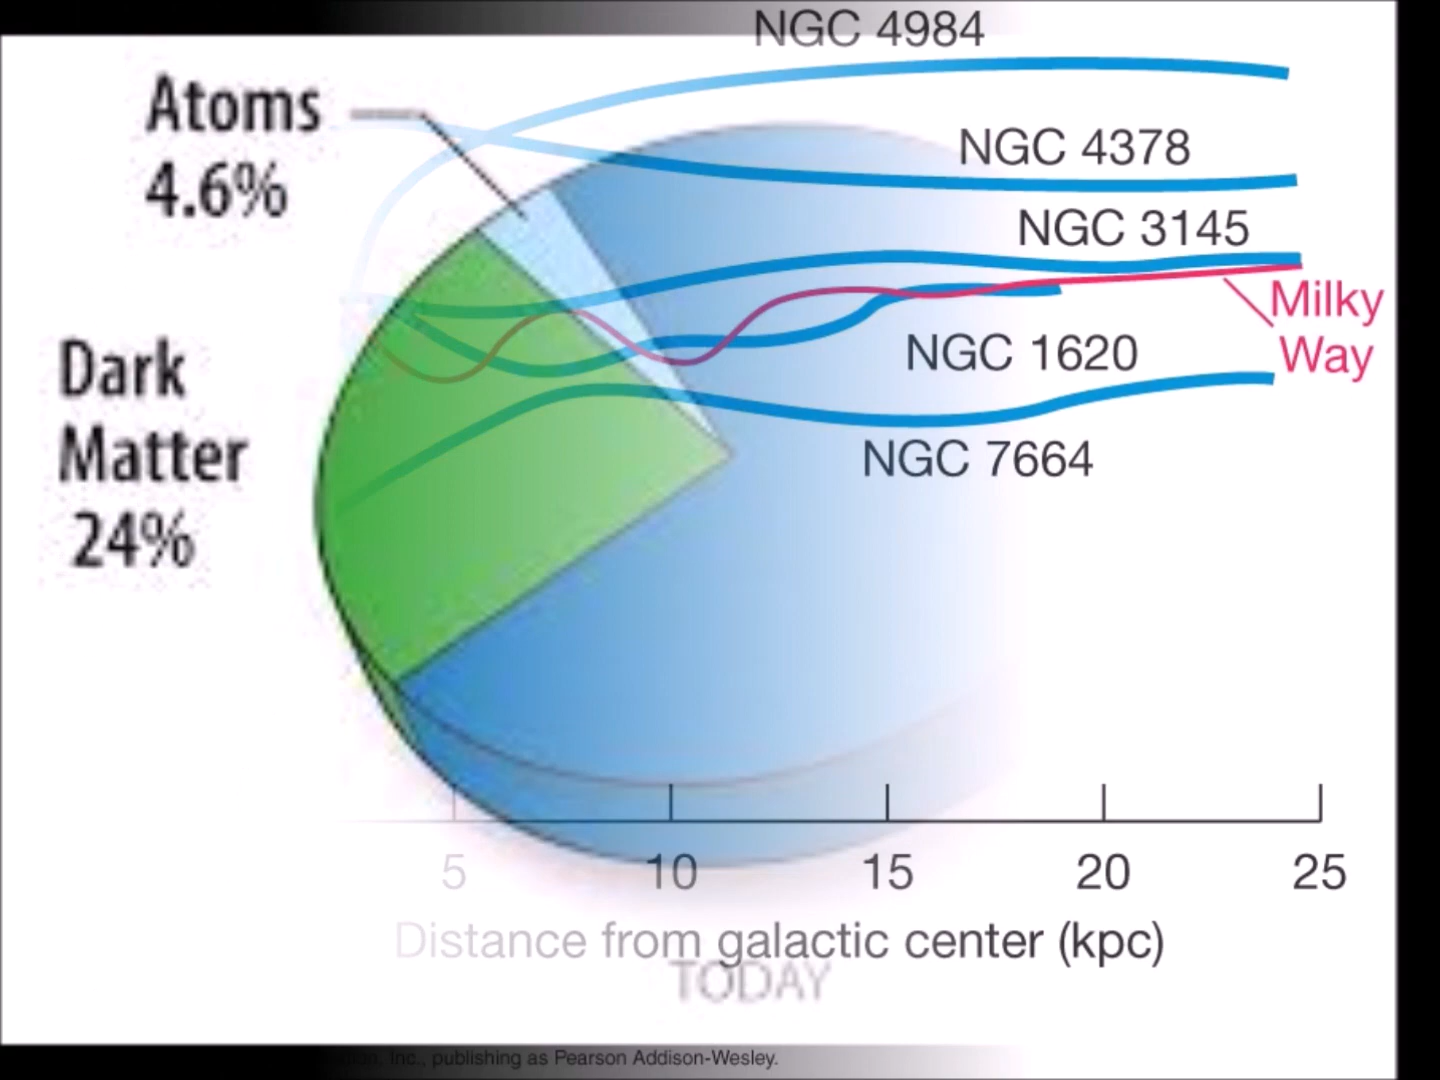 NGC 4984
Atoms
4.6%
NGC 4378
NGC 3145
Milky
Way
NGC 1620
Dark
Matter
24%
NGC 7664
5 10 15 20 25
Distance from galactic center (kpc)
TODAY
Inc., publishing as Pearson Addison-Wesley.